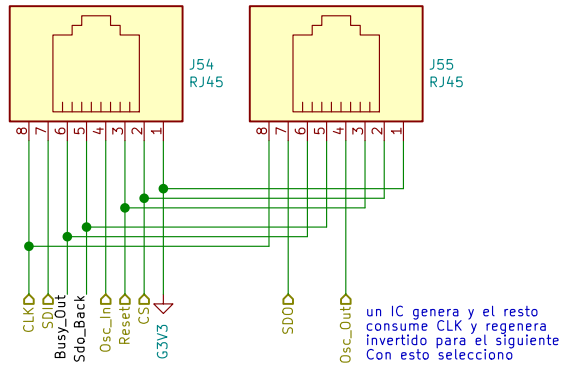 J54
RJ45
J55
RJ45
8 7 6 5 4 3 2 1
8 7 6 5 4 3 2 1
CLK
SDI
Busy_Out
Sdo_Back
Osc_In
Reset
CS
G3V3
SDO
Osc_Out
un IC genera y el resto
consume CLK y regenera
invertido para el siguiente
Con esto selecciono